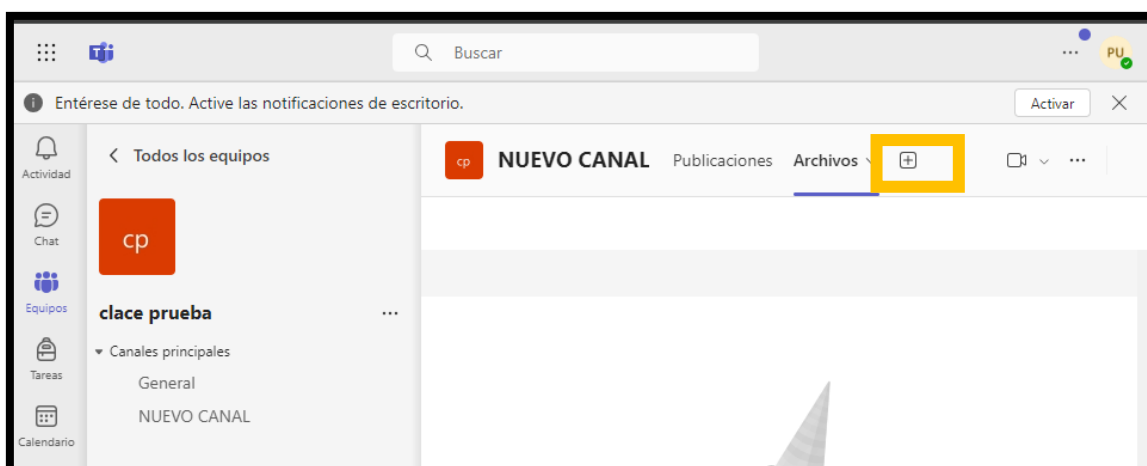 Buscar
PU
Entérese de todo. Active las notificaciones de escritorio.
Activar
Actividad
Chat
Equipos
Tareas
Calendario
Todos los equipos
cp
clace prueba
Canales principales
General
NUEVO CANAL
cp NUEVO CANAL Publicaciones Archivos